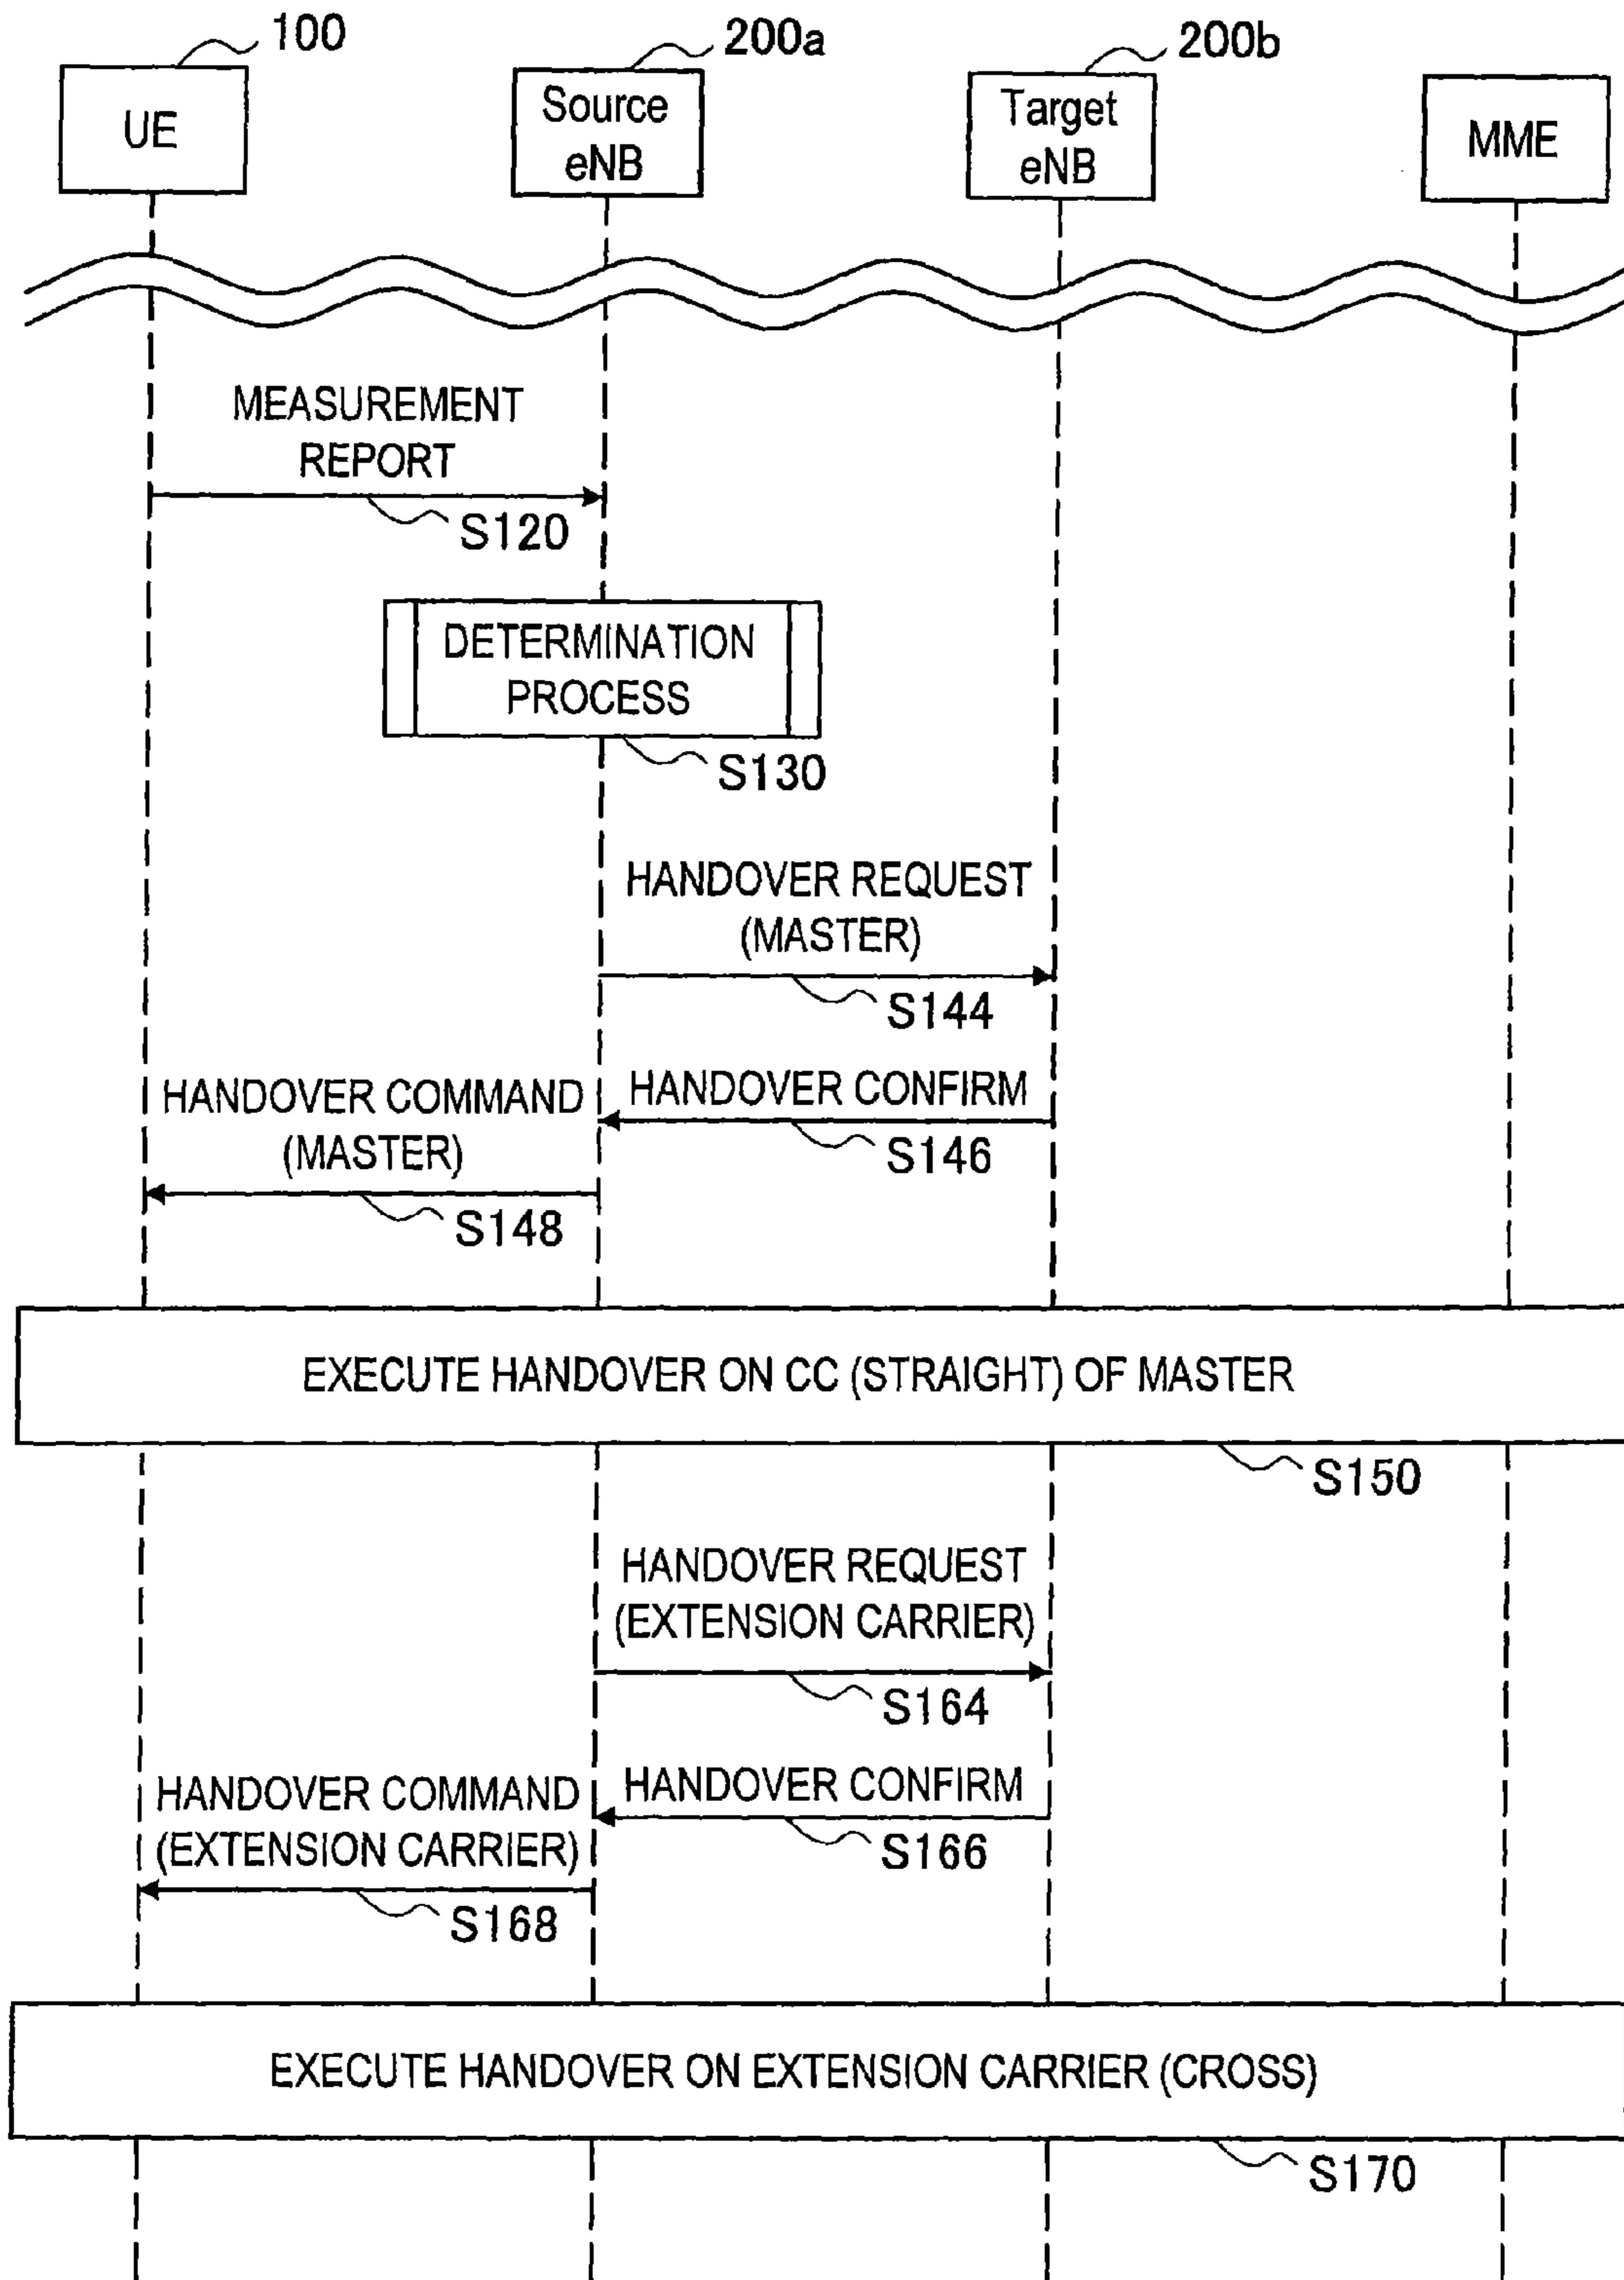 100
200a
200b
UE
Source
eNB
Target
eNB
MME
MEASUREMENT
REPORT
S120
DETERMINATION
PROCESS
S130
HANDOVER REQUEST
(MASTER)
S144
HANDOVER CONFIRM
S146
HANDOVER COMMAND
(MASTER)
S148
EXECUTE HANDOVER ON CC (STRAIGHT) OF MASTER
S150
HANDOVER REQUEST
(EXTENSION CARRIER)
S164
HANDOVER CONFIRM
S166
HANDOVER COMMAND
(EXTENSION CARRIER)
S168
EXECUTE HANDOVER ON EXTENSION CARRIER (CROSS)
S170